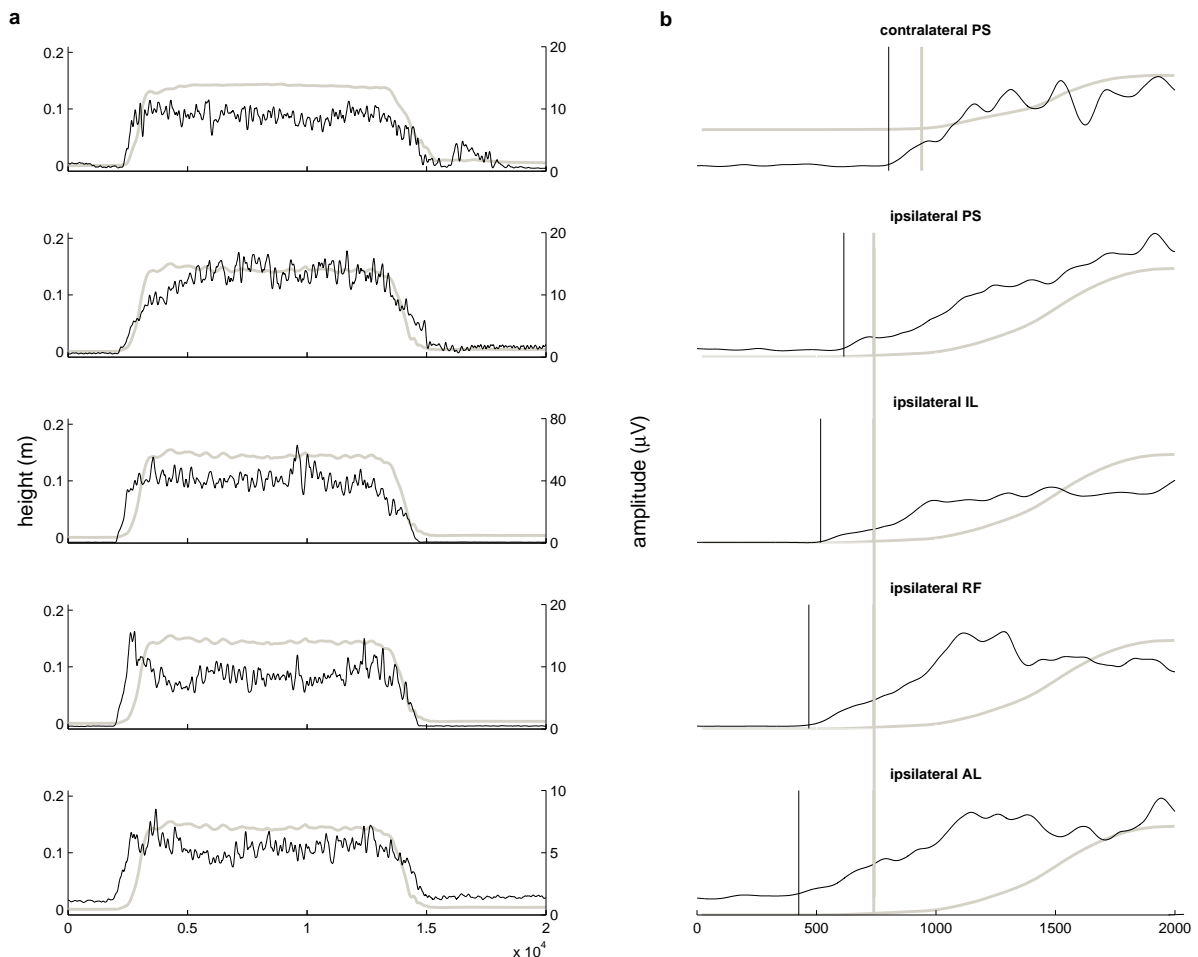 a
b
contralateral PS
0.2
0.1
0
20
10
0
ipsilateral PS
0.2
0.1
0
20
10
0
ipsilateral IL
0.2
0.1
0
80
40
0
height (m)
amplitude (μV)
ipsilateral RF
0.2
0.1
0
20
10
0
ipsilateral AL
0.2
0.1
0
10
5
0
0 0.5 1 1.5 2.0
x 10⁴
0 500 1000 1500 2000